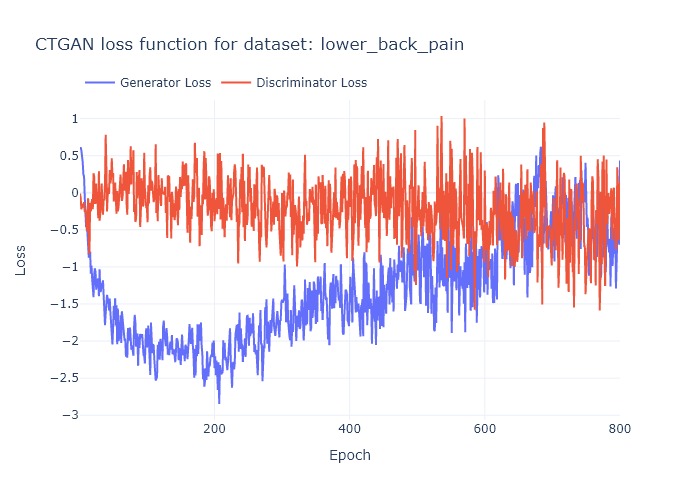 CTGAN loss function for dataset: lower_back_pain
Generator Loss
Discriminator Loss
1
0.5
0
−0.5
−1
−1.5
−2
−2.5
−3
Loss
200
400
600
800
Epoch